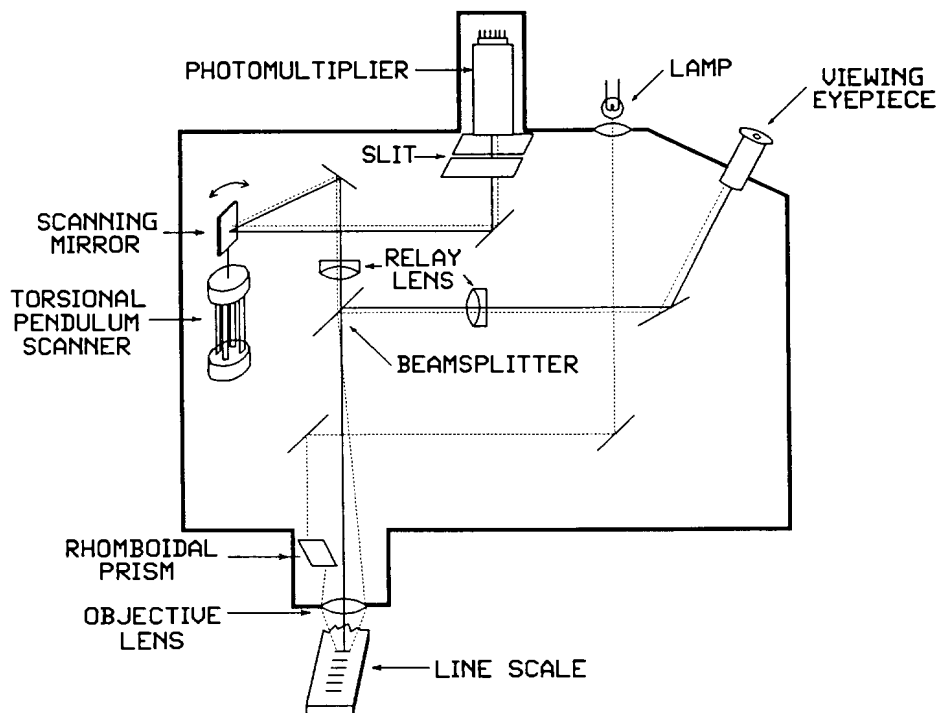 PHOTOMULTIPLIER
LAMP
VIEWING
EYEPIECE
SLIT
SCANNING
MIRROR
RELAY
LENS
TORSIONAL
PENDULUM
SCANNER
BEAMSPLITTER
RHOMBOIDAL
PRISM
OBJECTIVE
LENS
LINE SCALE